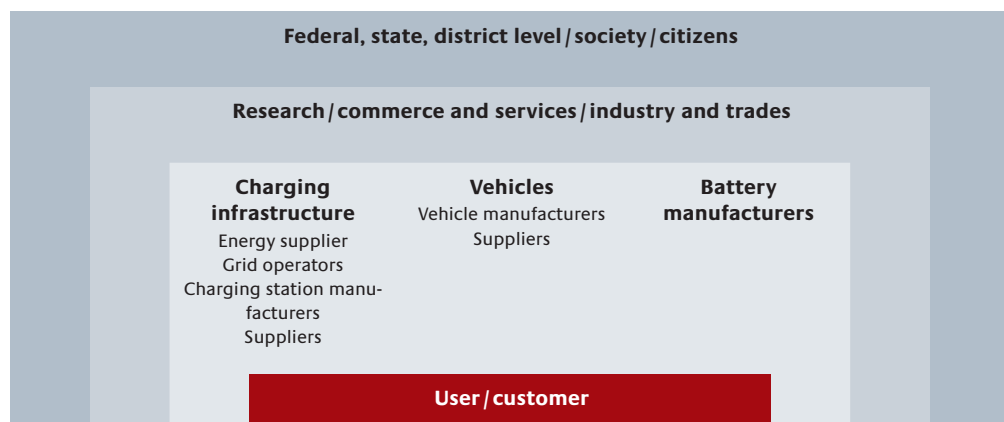 Federal, state, district level/society/citizens
Research/commerce and services/industry and trades
Charging
infrastructure
Energy supplier
Grid operators
Charging station manu-
facturers
Suppliers
Vehicles
Vehicle manufacturers
Suppliers
Battery
manufacturers
User/customer